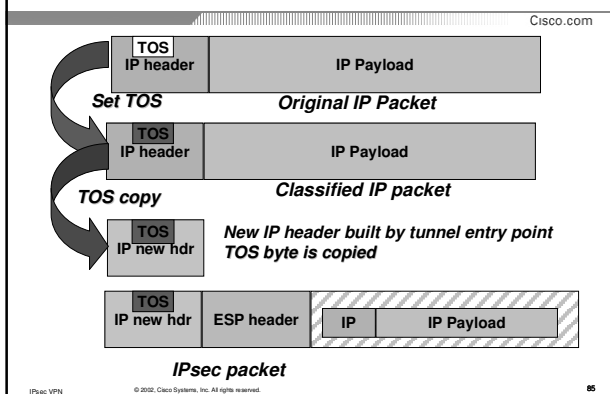 Cisco.com
TOS
IP header
IP Payload
Set TOS
Original IP Packet
TOS
IP header
IP Payload
TOS copy
Classified IP packet
TOS
IP new hdr
New IP header built by tunnel entry point
TOS byte is copied
TOS
IP new hdr
ESP header
IP
IP Payload
IPsec packet
IPsec VPN
© 2002, Cisco Systems, Inc. All rights reserved.
85